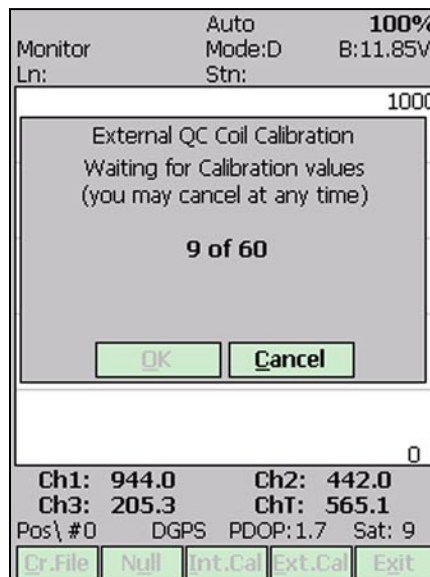 Auto 100%
Monitor Mode:D B:11.85V
Ln: Stn:
1000
External QC Coil Calibration
Waiting for Calibration values
(you may cancel at any time)
9 of 60
OK Cancel
0
Ch1: 944.0 Ch2: 442.0
Ch3: 205.3 ChT: 565.1
Pos\ #0 DGPS PDOP:1.7 Sat: 9
Cr.File Null Int.Cal Ext.Cal Exit